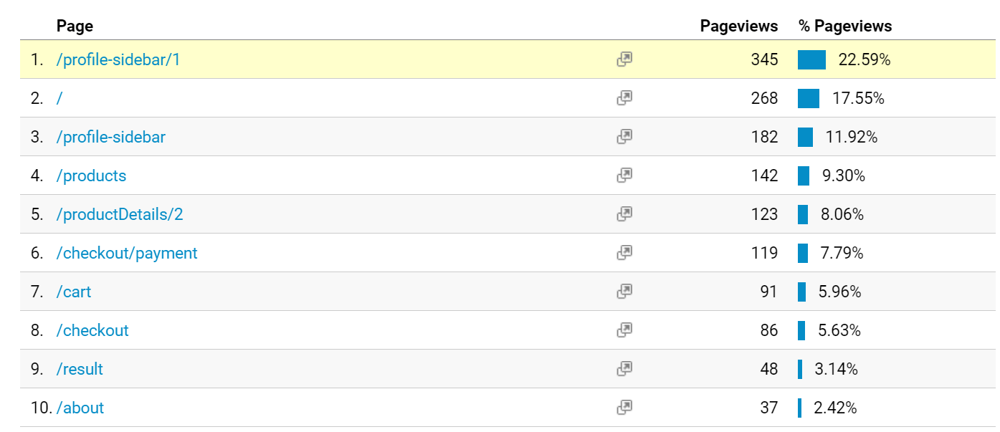 Page Pageviews % Pageviews
1. /profile-sidebar/1 345 22.59%
2. / 268 17.55%
3. /profile-sidebar 182 11.92%
4. /products 142 9.30%
5. /productDetails/2 123 8.06%
6. /checkout/payment 119 7.79%
7. /cart 91 5.96%
8. /checkout 86 5.63%
9. /result 48 3.14%
10. /about 37 2.42%